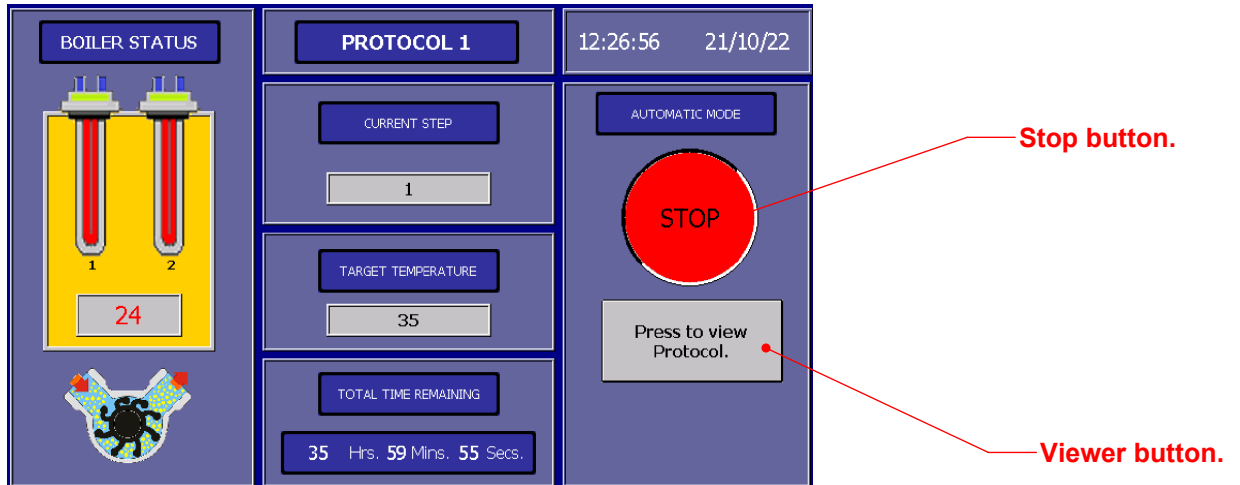 BOILER STATUS
1 2
24
PROTOCOL 1
CURRENT STEP
1
TARGET TEMPERATURE
35
TOTAL TIME REMAINING
35 Hrs. 59 Mins. 55 Secs.
12:26:56 21/10/22
AUTOMATIC MODE
STOP
Press to view
Protocol.
Stop button.
Viewer button.